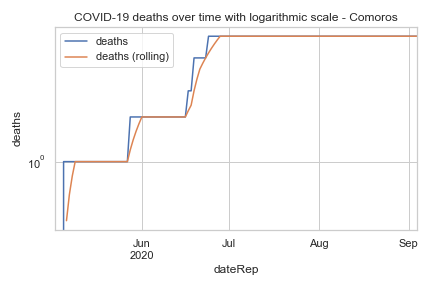 COVID-19 deaths over time with logarithmic scale - Comoros
deaths
deaths (rolling)
deaths
10⁰
Jun
2020
Jul
Aug
Sep
dateRep